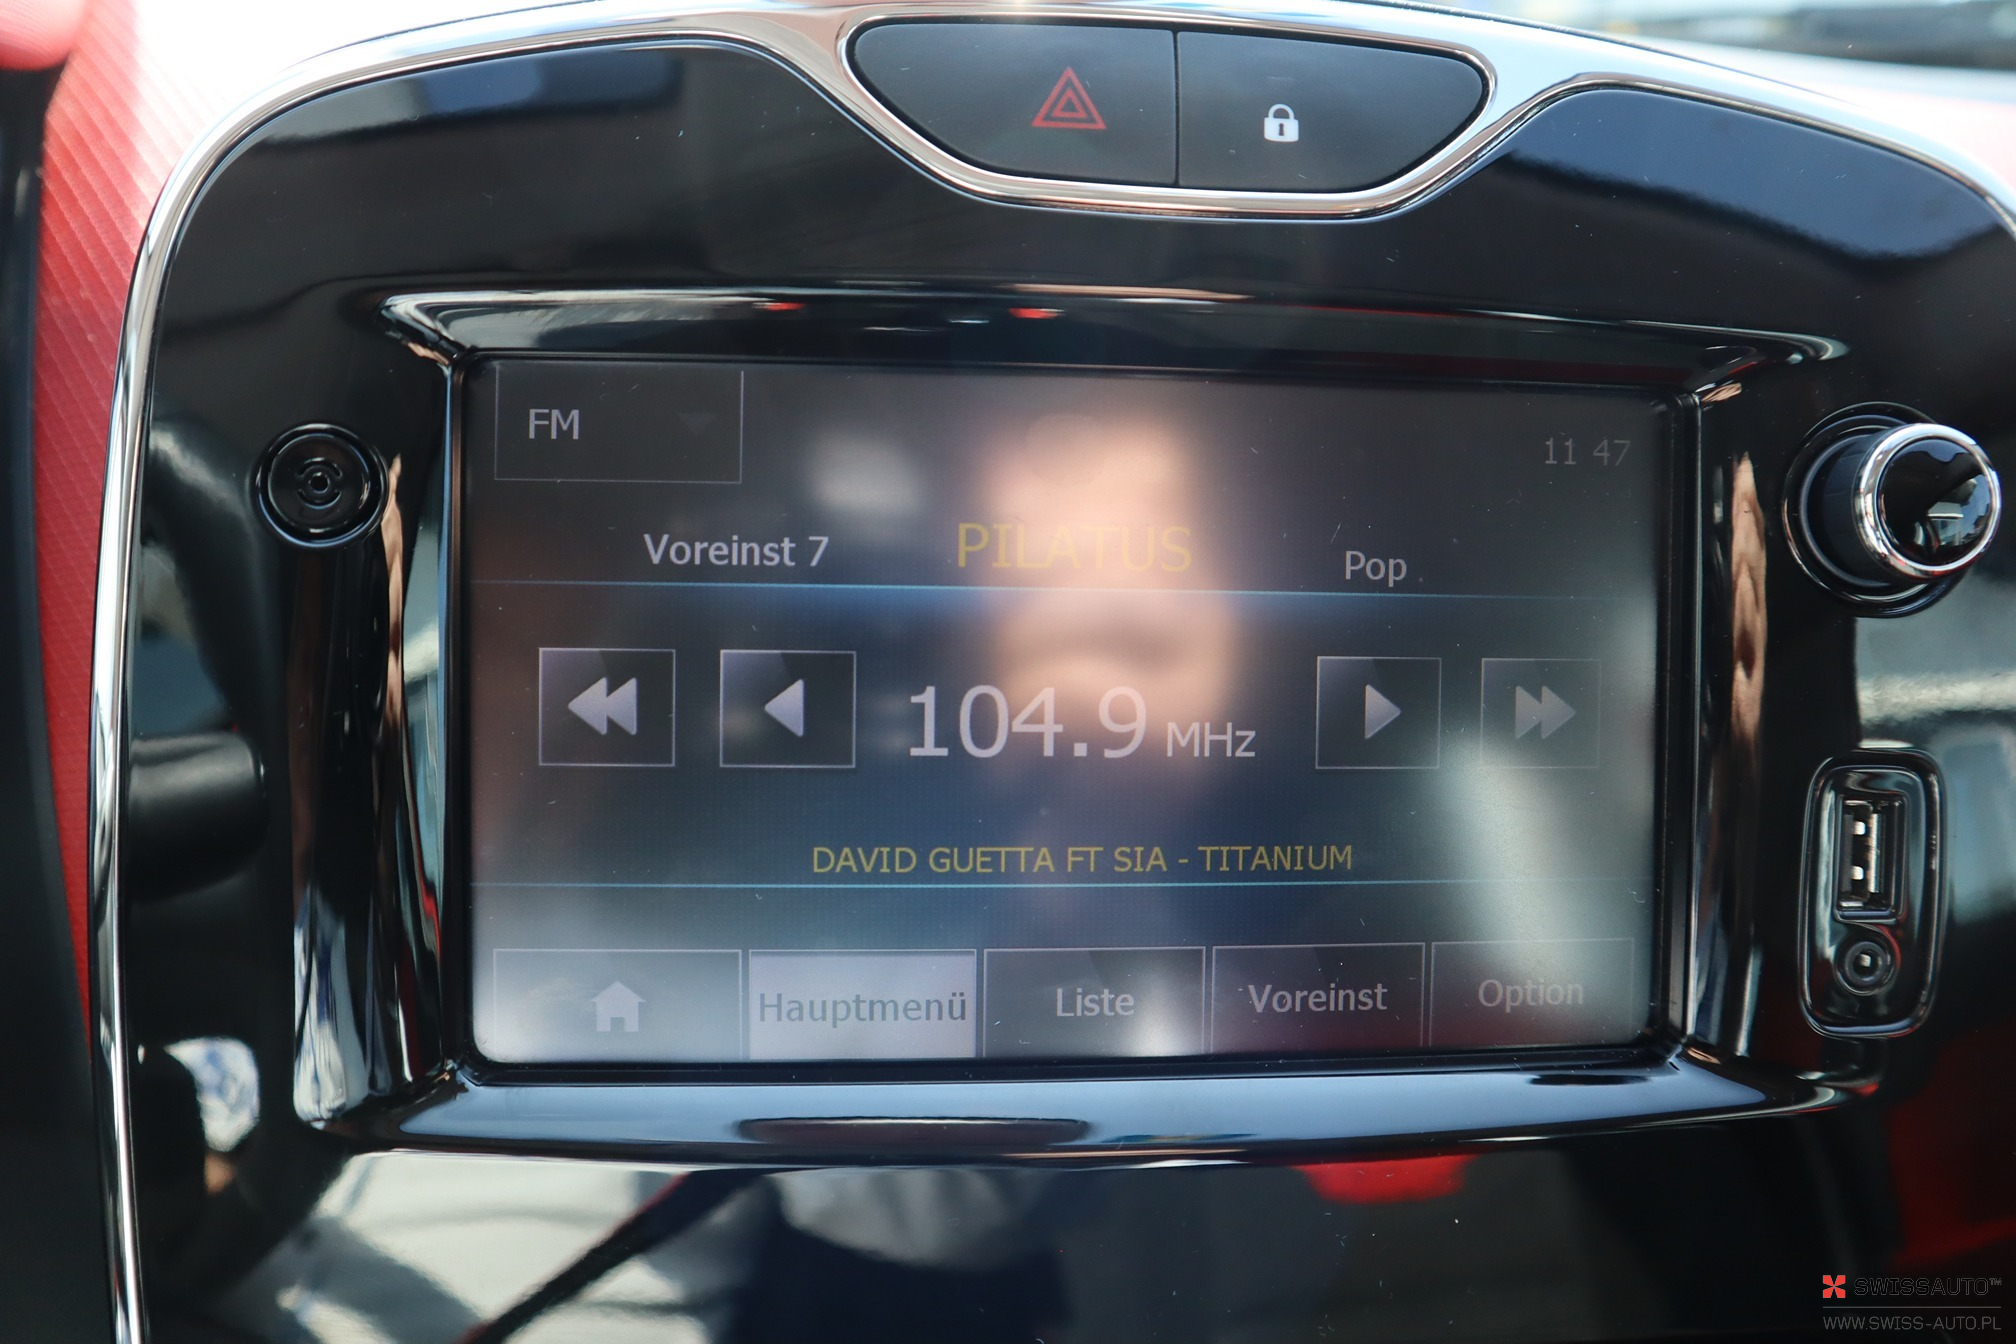 FM
11 47
Voreinst 7
PILATUS
Pop
104.9 MHz
DAVID GUETTA FT SIA - TITANIUM
Hauptmenü
Liste
Voreinst
Option
SWISSAUTO™
WWW.SWISS-AUTO.PL